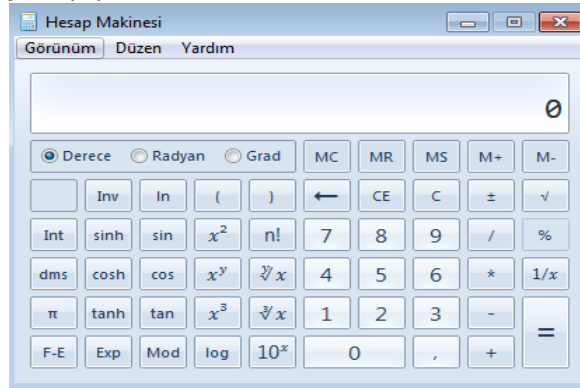 Hesap Makinesi
Görünüm Düzen Yardım
0
Derece Radyan Grad MC MR MS M+ M-
Inv ln ( ) ← CE C ± √
Int sinh sin x² n! 7 8 9 / %
dms cosh cos xʸ ʸ√x 4 5 6 * 1/x
π tanh tan x³ ³√x 1 2 3 - =
F-E Exp Mod log 10ˣ 0 , +